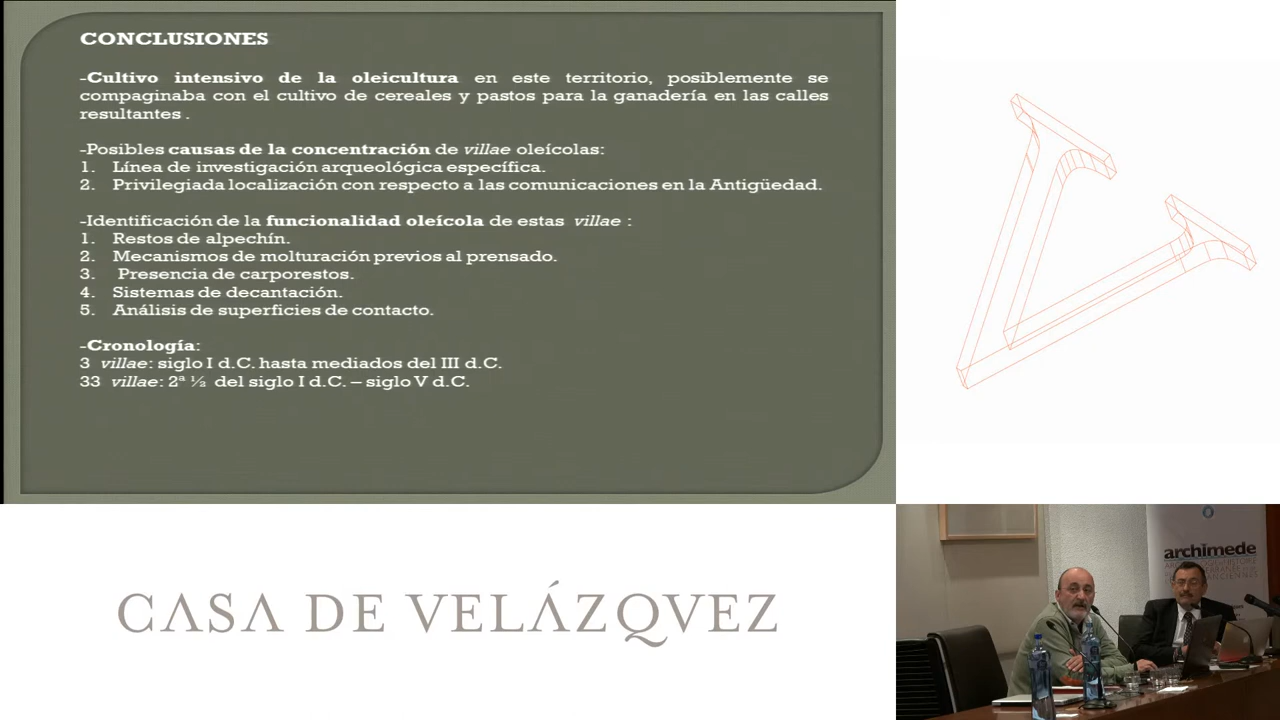 CONCLUSIONES
-Cultivo intensivo de la oleicultura en este territorio, posiblemente se
compaginaba con el cultivo de cereales y pastos para la ganadería en las calles
resultantes .
-Posibles causas de la concentración de villae oleícolas:
1. Línea de investigación arqueológica específica.
2. Privilegiada localización con respecto a las comunicaciones en la Antigüedad.
-Identificación de la funcionalidad oleícola de estas villae :
1. Restos de alpechín.
2. Mecanismos de molturación previos al prensado.
3. Presencia de carporestos.
4. Sistemas de decantación.
5. Análisis de superficies de contacto.
-Cronología:
3 villae: siglo I d.C. hasta mediados del III d.C.
33 villae: 2ª ½ del siglo I d.C. – siglo V d.C.
CASA DE VELÁZQVEZ
archimede